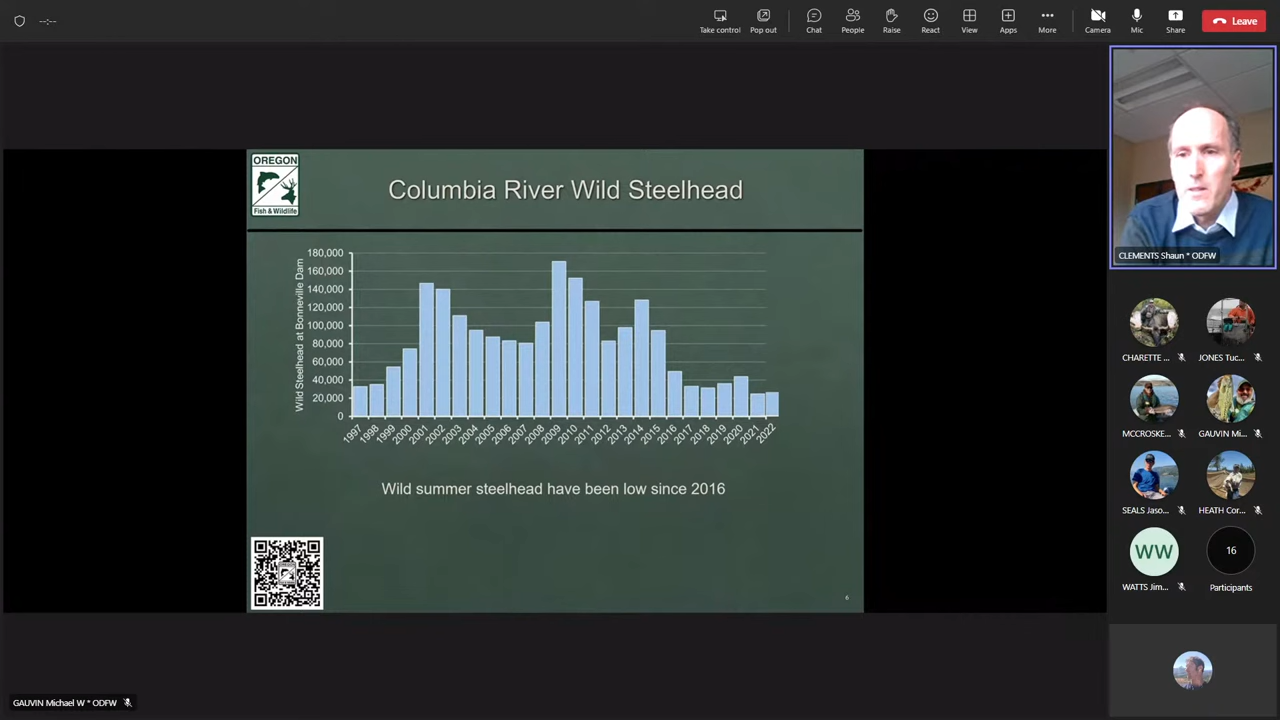 --:--
Take control
Pop out
Chat
People
Raise
React
View
Apps
More
Camera
Mic
Share
Leave
OREGON
Fish & Wildlife
Columbia River Wild Steelhead
Wild Steelhead at Bonneville Dam
180,000
160,000
140,000
120,000
100,000
80,000
60,000
40,000
20,000
0
1997 1998 1999 2000 2001 2002 2003 2004 2005 2006 2007 2008 2009 2010 2011 2012 2013 2014 2015 2016 2017 2018 2019 2020 2021 2022
Wild summer steelhead have been low since 2016
6
CLEMENTS Shaun * ODFW
CHARETTE ...
JONES Tuc...
MCCROSKE...
GAUVIN Mi...
SEALS Jaso...
HEATH Cor...
WW
16
WATTS Jim...
Participants
GAUVIN Michael W * ODFW